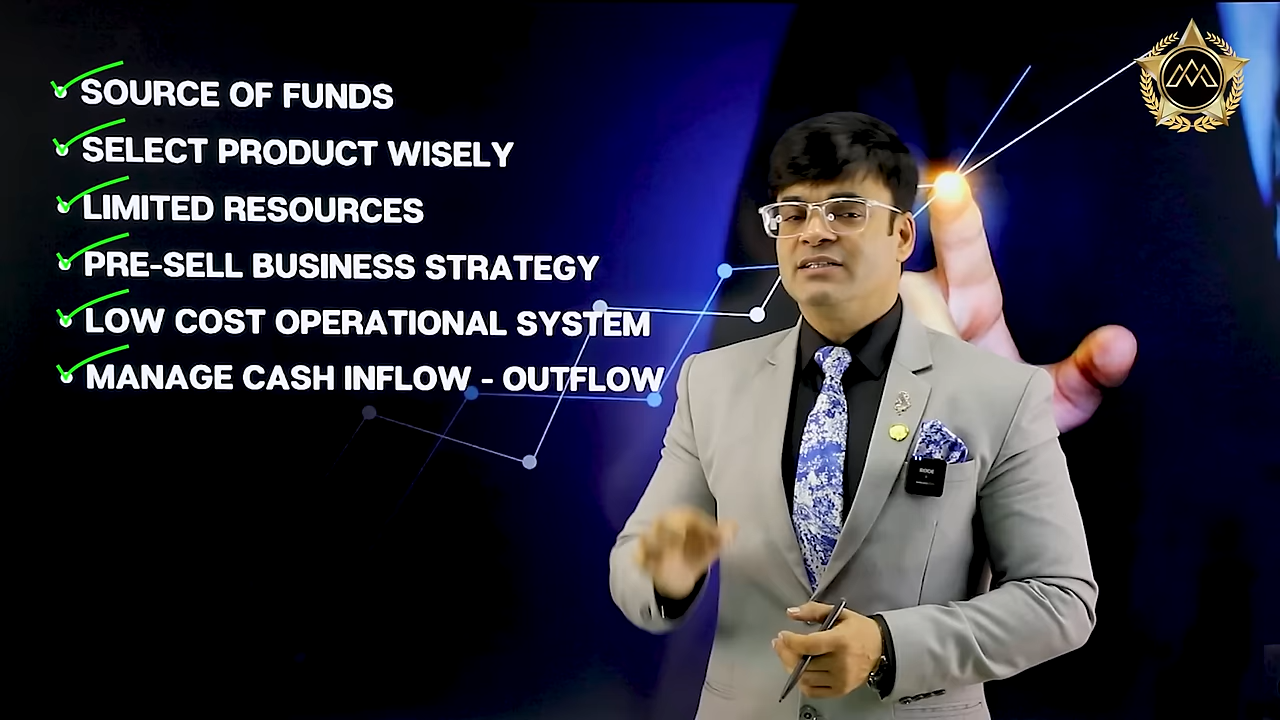 SOURCE OF FUNDS
SELECT PRODUCT WISELY
LIMITED RESOURCES
PRE-SELL BUSINESS STRATEGY
LOW COST OPERATIONAL SYSTEM
MANAGE CASH INFLOW - OUTFLOW
RODE